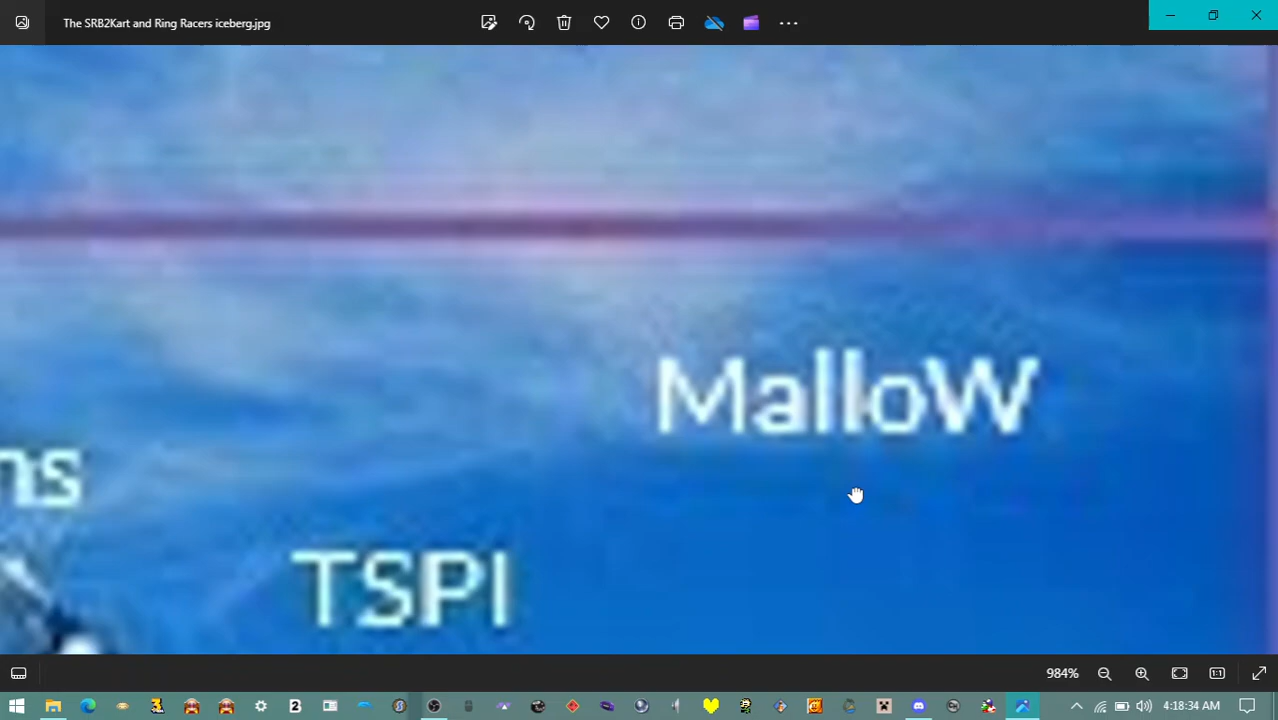 The SRB2Kart and Ring Racers iceberg.jpg
MalloW
ns
TSPI
984%
4:18:34 AM